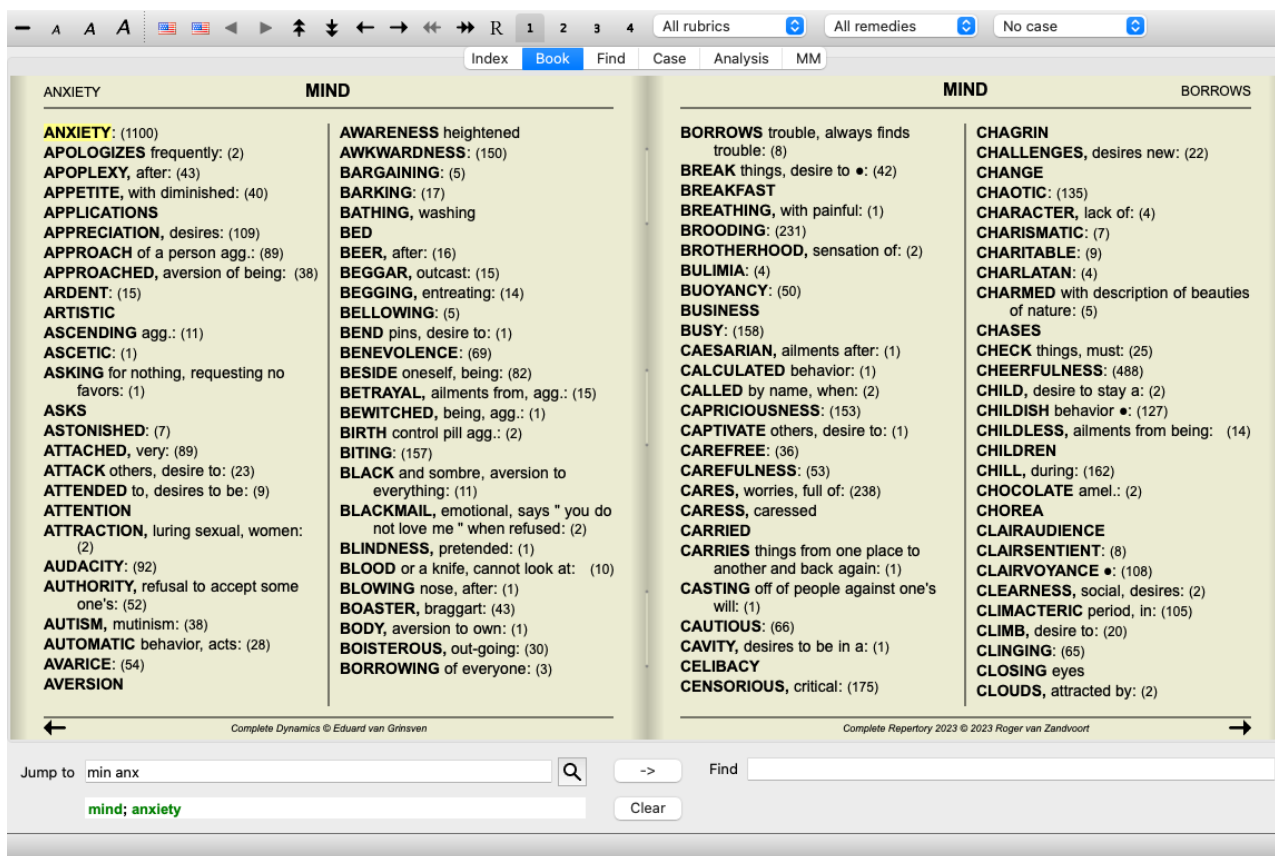 A A A R 1 2 3 4 All rubrics All remedies No case
Index Book Find Case Analysis MM
ANXIETY MIND
ANXIETY: (1100)
APOLOGIZES frequently: (2)
APOPLEXY, after: (43)
APPETITE, with diminished: (40)
APPLICATIONS
APPRECIATION, desires: (109)
APPROACH of a person agg.: (89)
APPROACHED, aversion of being: (38)
ARDENT: (15)
ARTISTIC
ASCENDING agg.: (11)
ASCETIC: (1)
ASKING for nothing, requesting no
favors: (1)
ASKS
ASTONISHED: (7)
ATTACHED, very: (89)
ATTACK others, desire to: (23)
ATTENDED to, desires to be: (9)
ATTENTION
ATTRACTION, luring sexual, women:
(2)
AUDACITY: (92)
AUTHORITY, refusal to accept some
one's: (52)
AUTISM, mutinism: (38)
AUTOMATIC behavior, acts: (28)
AVARICE: (54)
AVERSION
AWARENESS heightened
AWKWARDNESS: (150)
BARGAINING: (5)
BARKING: (17)
BATHING, washing
BED
BEER, after: (16)
BEGGAR, outcast: (15)
BEGGING, entreating: (14)
BELLOWING: (5)
BEND pins, desire to: (1)
BENEVOLENCE: (69)
BESIDE oneself, being: (82)
BETRAYAL, ailments from, agg.: (15)
BEWITCHED, being, agg.: (1)
BIRTH control pill agg.: (2)
BITING: (157)
BLACK and sombre, aversion to
everything: (11)
BLACKMAIL, emotional, says " you do
not love me " when refused: (2)
BLINDNESS, pretended: (1)
BLOOD or a knife, cannot look at: (10)
BLOWING nose, after: (1)
BOASTER, braggart: (43)
BODY, aversion to own: (1)
BOISTEROUS, out-going: (30)
BORROWING of everyone: (3)
Complete Dynamics © Eduard van Grinsven
MIND BORROWS
BORROWS trouble, always finds
trouble: (8)
BREAK things, desire to ●: (42)
BREAKFAST
BREATHING, with painful: (1)
BROODING: (231)
BROTHERHOOD, sensation of: (2)
BULIMIA: (4)
BUOYANCY: (50)
BUSINESS
BUSY: (158)
CAESARIAN, ailments after: (1)
CALCULATED behavior: (1)
CALLED by name, when: (2)
CAPRICIOUSNESS: (153)
CAPTIVATE others, desire to: (1)
CAREFREE: (36)
CAREFULNESS: (53)
CARES, worries, full of: (238)
CARESS, caressed
CARRIED
CARRIES things from one place to
another and back again: (1)
CASTING off of people against one's
will: (1)
CAUTIOUS: (66)
CAVITY, desires to be in a: (1)
CELIBACY
CENSORIOUS, critical: (175)
CHAGRIN
CHALLENGES, desires new: (22)
CHANGE
CHAOTIC: (135)
CHARACTER, lack of: (4)
CHARISMATIC: (7)
CHARITABLE: (9)
CHARLATAN: (4)
CHARMED with description of beauties
of nature: (5)
CHASES
CHECK things, must: (25)
CHEERFULNESS: (488)
CHILD, desire to stay a: (2)
CHILDISH behavior ●: (127)
CHILDLESS, ailments from being: (14)
CHILDREN
CHILL, during: (162)
CHOCOLATE amel.: (2)
CHOREA
CLAIRAUDIENCE
CLAIRSENTIENT: (8)
CLAIRVOYANCE ●: (108)
CLEARNESS, social, desires: (2)
CLIMACTERIC period, in: (105)
CLIMB, desire to: (20)
CLINGING: (65)
CLOSING eyes
CLOUDS, attracted by: (2)
Complete Repertory 2023 © 2023 Roger van Zandvoort
Jump to min anx -> Find
mind; anxiety Clear